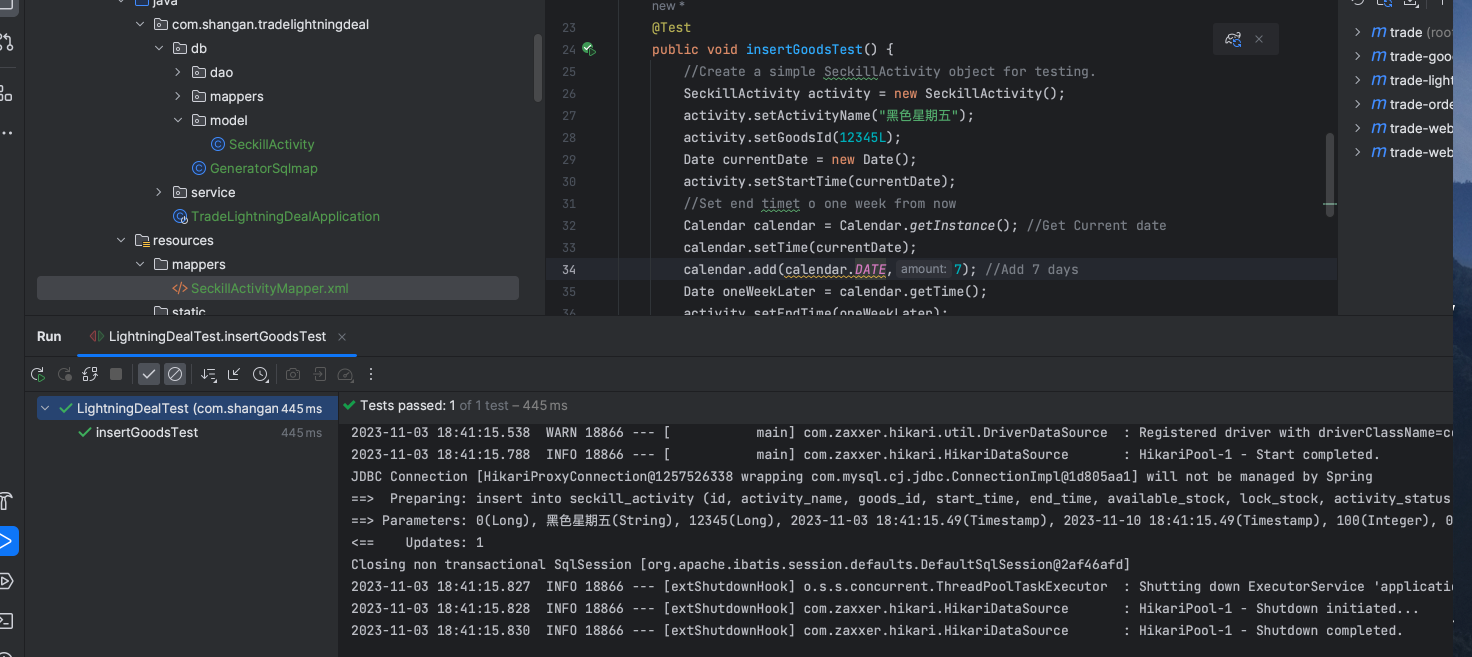 java
com.shangan.tradelightningdeal
db
dao
mappers
model
SeckillActivity
GeneratorSqlmap
service
TradeLightningDealApplication
resources
mappers
SeckillActivityMapper.xml
static
new *
23 @Test
24 public void insertGoodsTest() {
25 //Create a simple SeckillActivity object for testing.
26 SeckillActivity activity = new SeckillActivity();
27 activity.setActivityName("黑色星期五");
28 activity.setGoodsId(12345L);
29 Date currentDate = new Date();
30 activity.setStartTime(currentDate);
31 //Set end timet o one week from now
32 Calendar calendar = Calendar.getInstance(); //Get Current date
33 calendar.setTime(currentDate);
34 calendar.add(calendar.DATE, amount: 7); //Add 7 days
35 Date oneWeekLater = calendar.getTime();
36 activity.setEndTime(oneWeekLater);
trade (roo
trade-goo
trade-light
trade-orde
trade-web
trade-web
Run LightningDealTest.insertGoodsTest
LightningDealTest (com.shangan 445 ms
insertGoodsTest 445 ms
Tests passed: 1 of 1 test – 445 ms
2023-11-03 18:41:15.538 WARN 18866 --- [ main] com.zaxxer.hikari.util.DriverDataSource : Registered driver with driverClassName=co
2023-11-03 18:41:15.788 INFO 18866 --- [ main] com.zaxxer.hikari.HikariDataSource : HikariPool-1 - Start completed.
JDBC Connection [HikariProxyConnection@1257526338 wrapping com.mysql.cj.jdbc.ConnectionImpl@1d805aa1] will not be managed by Spring
==> Preparing: insert into seckill_activity (id, activity_name, goods_id, start_time, end_time, available_stock, lock_stock, activity_status
==> Parameters: 0(Long), 黑色星期五(String), 12345(Long), 2023-11-03 18:41:15.49(Timestamp), 2023-11-10 18:41:15.49(Timestamp), 100(Integer), 0
<== Updates: 1
Closing non transactional SqlSession [org.apache.ibatis.session.defaults.DefaultSqlSession@2af46afd]
2023-11-03 18:41:15.827 INFO 18866 --- [extShutdownHook] o.s.s.concurrent.ThreadPoolTaskExecutor : Shutting down ExecutorService 'applicatio
2023-11-03 18:41:15.828 INFO 18866 --- [extShutdownHook] com.zaxxer.hikari.HikariDataSource : HikariPool-1 - Shutdown initiated...
2023-11-03 18:41:15.830 INFO 18866 --- [extShutdownHook] com.zaxxer.hikari.HikariDataSource : HikariPool-1 - Shutdown completed.